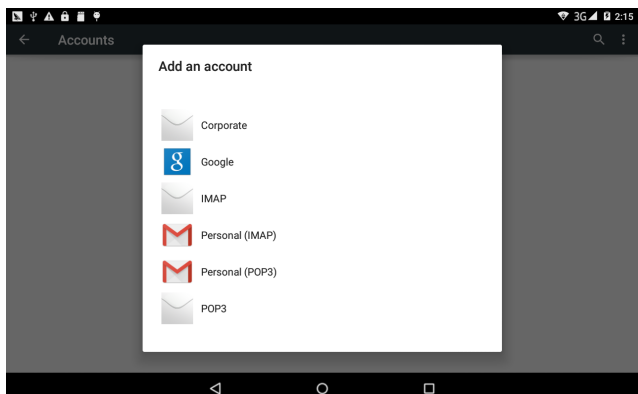 3G 2:15
Accounts
Add an account
Corporate
Google
IMAP
Personal (IMAP)
Personal (POP3)
POP3